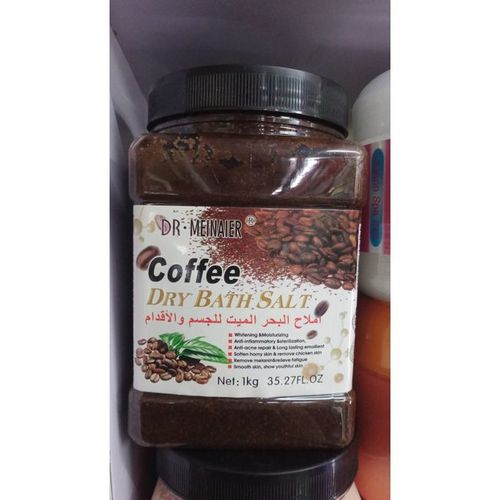 DR·MEINAIER®
Coffee
DRY BATH SALT
أملاح البحر الميت للجسم والأقدام
Whitening &Moisturizing
Anti-inflammatory &sterilization,
Anti-acne repair & Long lasting emollient
Soften horny skin & remove chicken skin
Remove melanin&relieve fatigue
Smooth skin, show youthful skin
Net:1kg 35.27FL.OZ